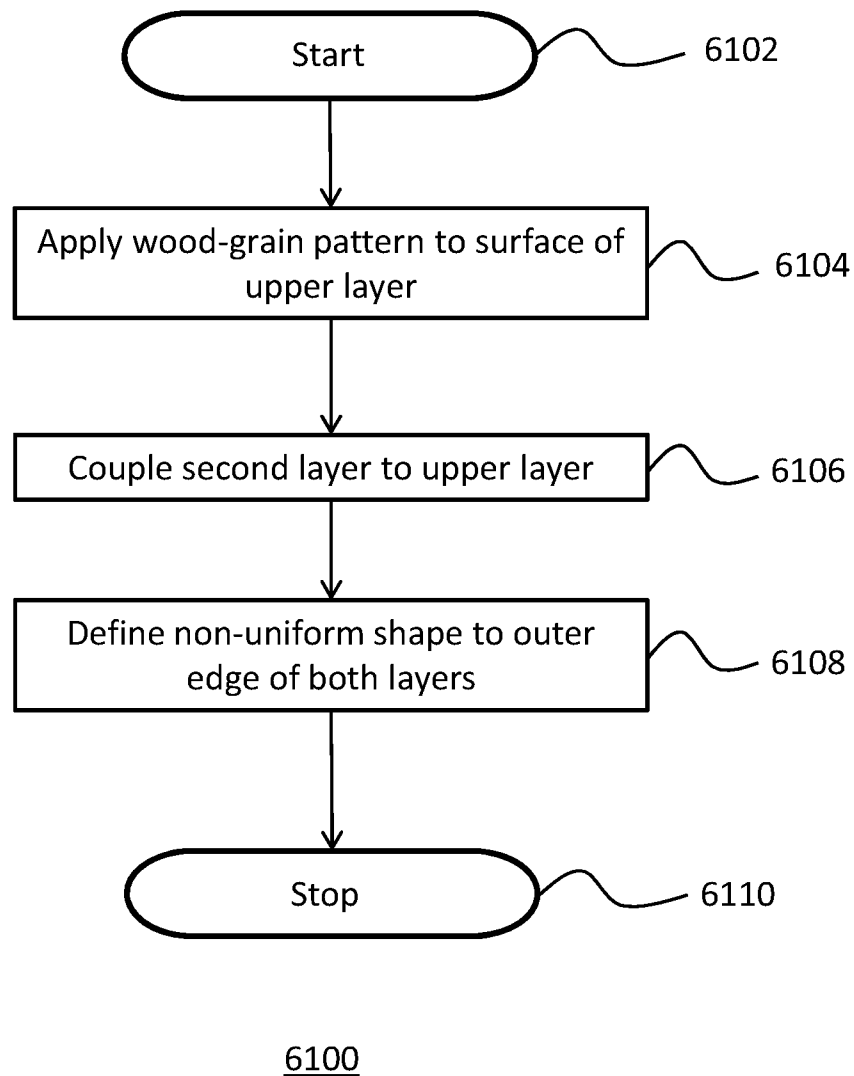 Start
6102
Apply wood-grain pattern to surface of
upper layer
6104
Couple second layer to upper layer
6106
Define non-uniform shape to outer
edge of both layers
6108
Stop
6110
6100